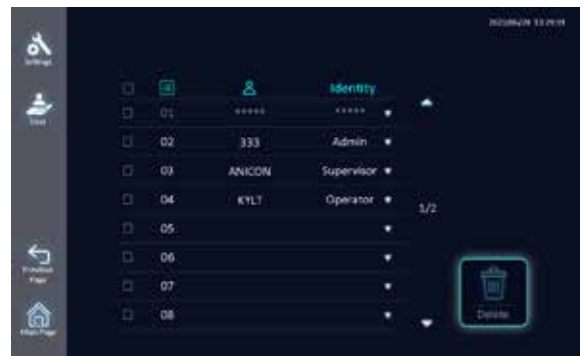 Settings
Identity
01 ***** *****
02 333 Admin
03 ANICON Supervisor
04 KYLT Operator
1/2
05
06
07
08
Previous
Page
Delete
Main Page